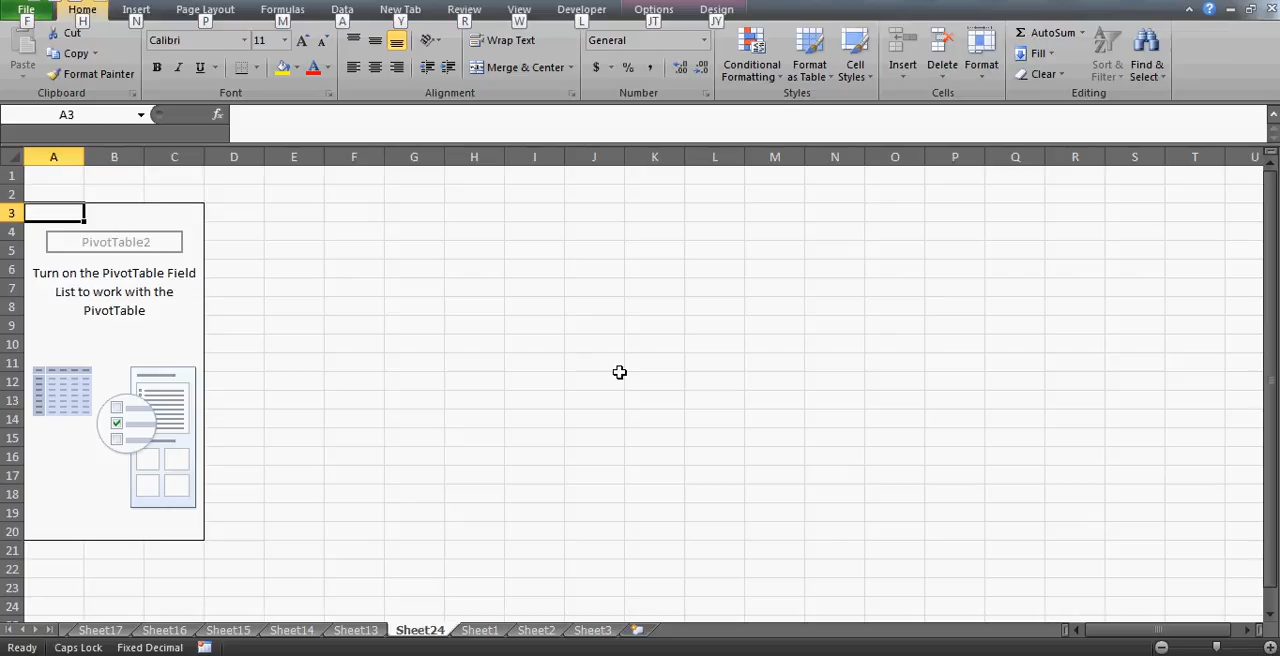 File Home Insert Page Layout Formulas Data New Tab Review View Developer Options Design
F H N P M A Y R W L JT JY
Paste Cut Copy Format Painter Clipboard
Calibri 11 A A B I U A Font
Wrap Text Merge & Center Alignment
General $ % , .0 .00 .00 .0 Number
Conditional Formatting Format as Table Cell Styles Styles
Insert Delete Format Cells
Σ AutoSum Fill Clear Sort & Filter Find & Select Editing
A3 fx
A B C D E F G H I J K L M N O P Q R S T U
1
2
3
4
5
6
7
8
9
10
11
12
13
14
15
16
17
18
19
20
21
22
23
24
PivotTable2
Turn on the PivotTable Field
List to work with the
PivotTable
Sheet17 Sheet16 Sheet15 Sheet14 Sheet13 Sheet24 Sheet1 Sheet2 Sheet3
Ready Caps Lock Fixed Decimal